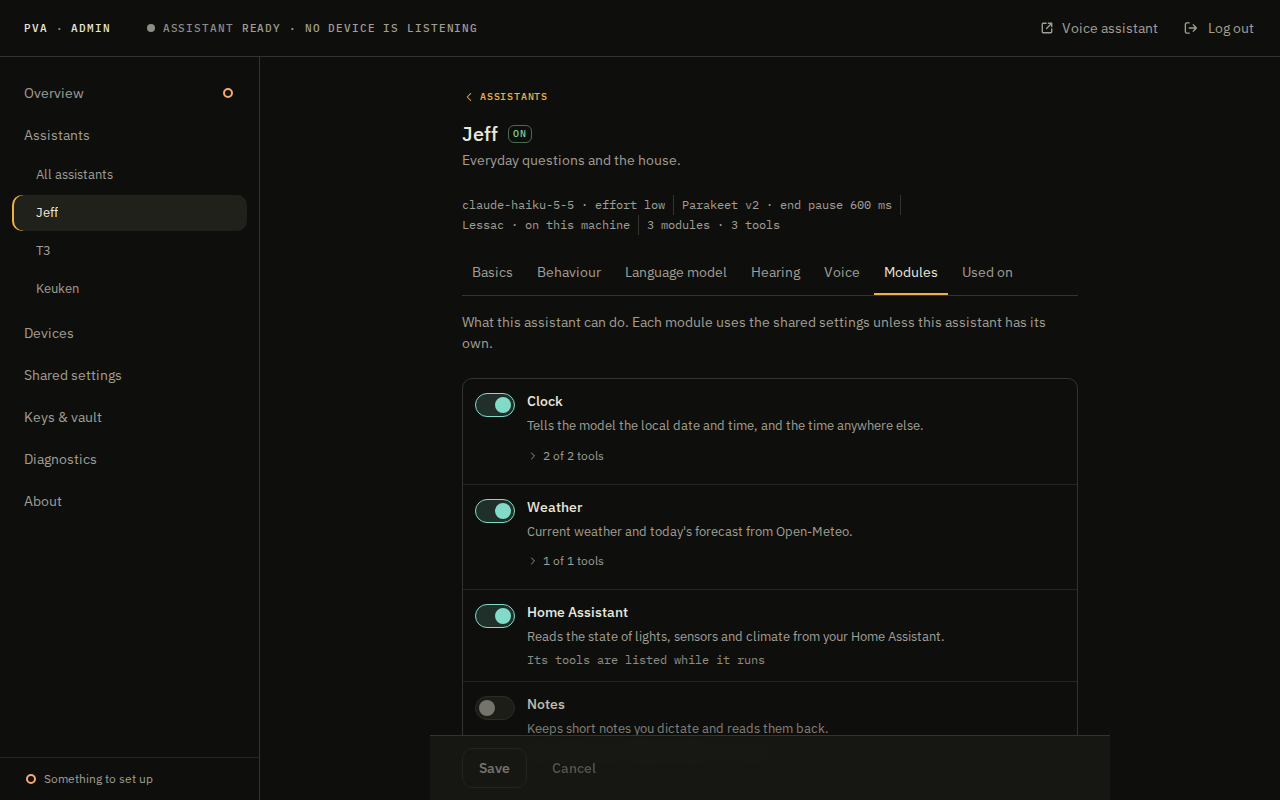 PVA · ADMIN
ASSISTANT READY · NO DEVICE IS LISTENING
Voice assistant
Log out
Overview
Assistants
All assistants
Jeff
T3
Keuken
Devices
Shared settings
Keys & vault
Diagnostics
About
Something to set up
ASSISTANTS
Jeff ON
Everyday questions and the house.
claude-haiku-5-5 · effort low
Parakeet v2 · end pause 600 ms
Lessac · on this machine
3 modules · 3 tools
Basics
Behaviour
Language model
Hearing
Voice
Modules
Used on
What this assistant can do. Each module uses the shared settings unless this assistant has its
own.
Clock
Tells the model the local date and time, and the time anywhere else.
2 of 2 tools
Weather
Current weather and today's forecast from Open-Meteo.
1 of 1 tools
Home Assistant
Reads the state of lights, sensors and climate from your Home Assistant.
Its tools are listed while it runs
Notes
Keeps short notes you dictate and reads them back.
Save
Cancel